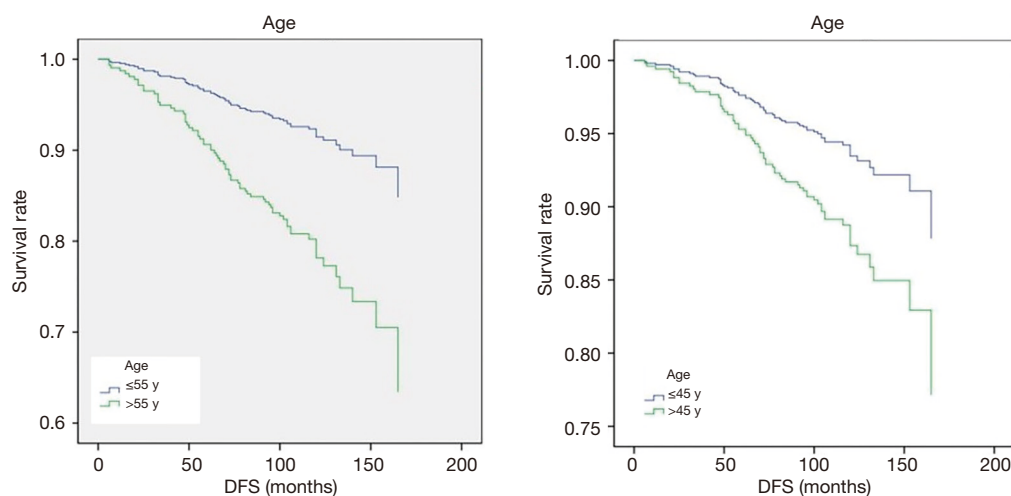 Age
1.0
0.9
0.8
0.7
0.6
Survival rate
Age
≤55 y
>55 y
0 50 100 150 200
DFS (months)
Age
1.00
0.95
0.90
0.85
0.80
0.75
Survival rate
Age
≤45 y
>45 y
0 50 100 150 200
DFS (months)